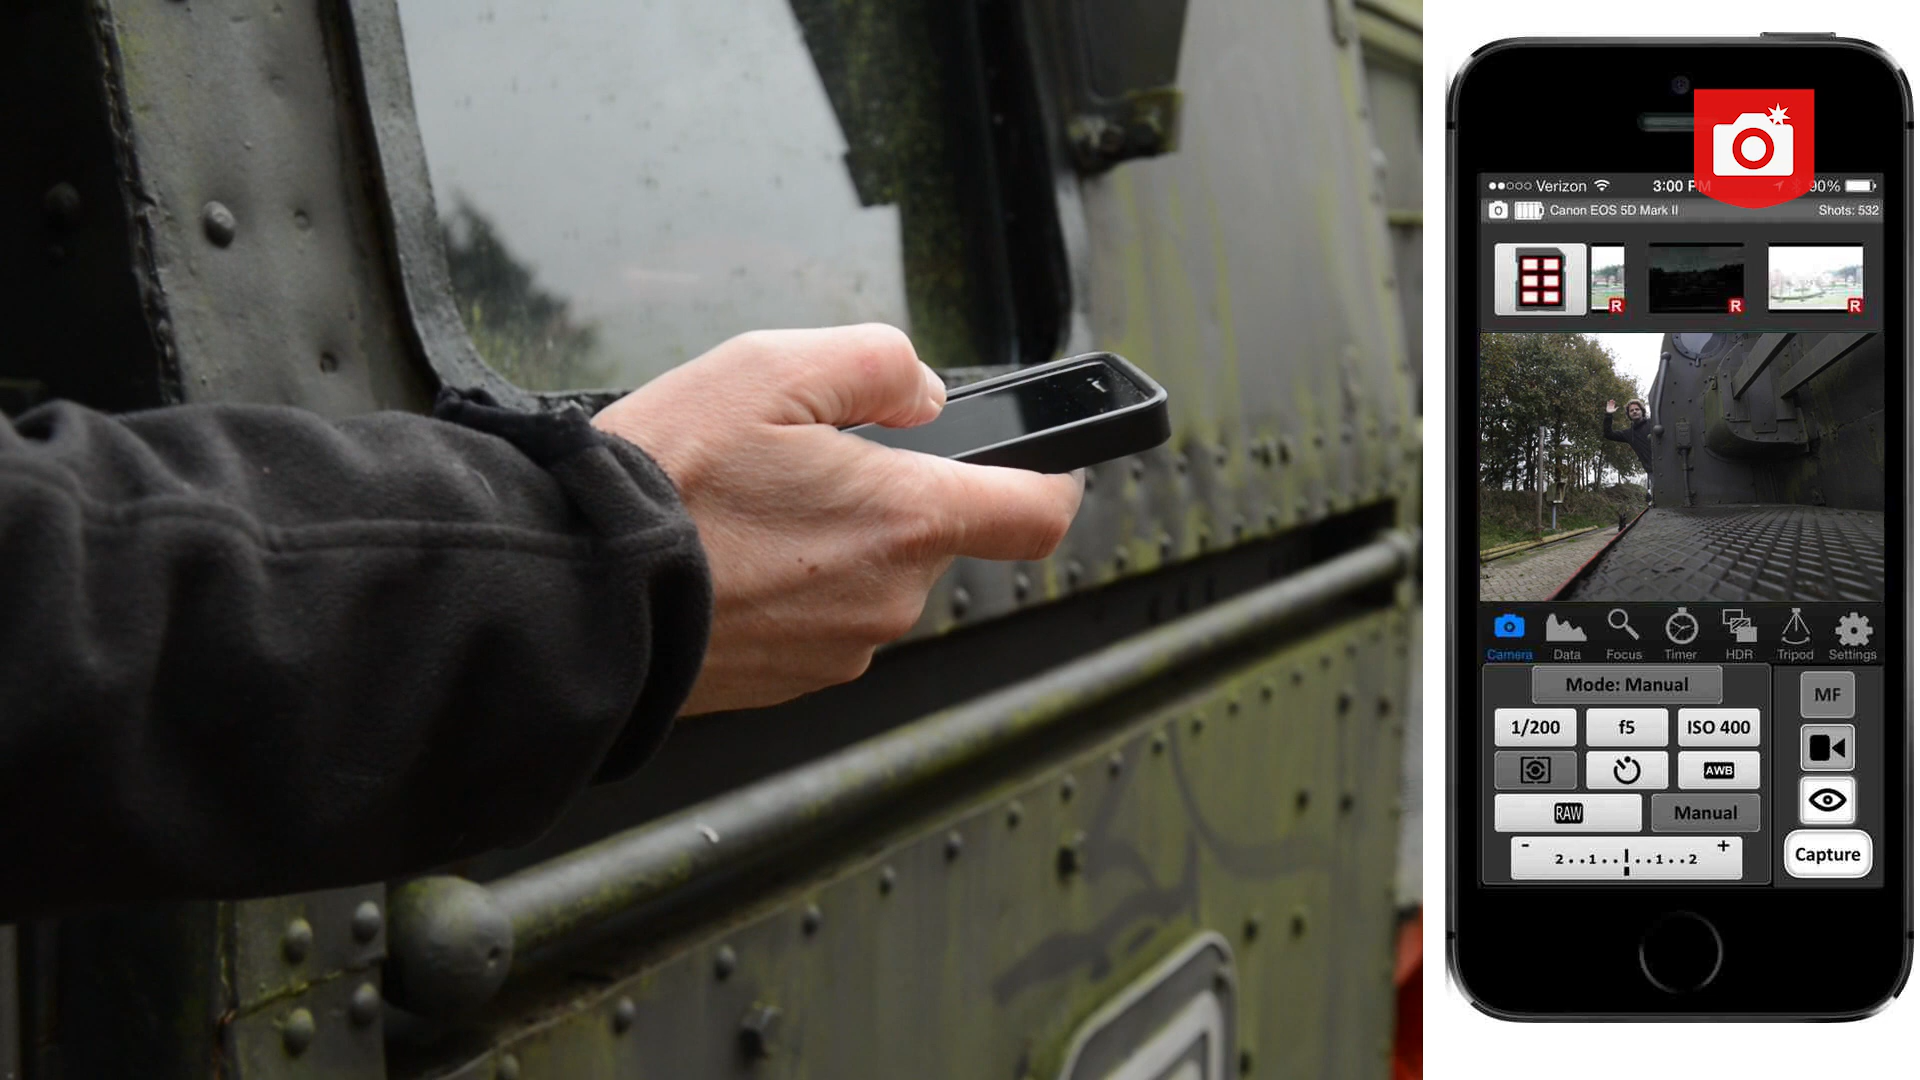 Verizon 3:00 PM 90%
Canon EOS 5D Mark II Shots: 532
R R R
Camera Data Focus Timer HDR Tripod Settings
Mode: Manual MF
1/200 f5 ISO 400
AWB
RAW Manual
- +
2..1..|..1..2
Capture